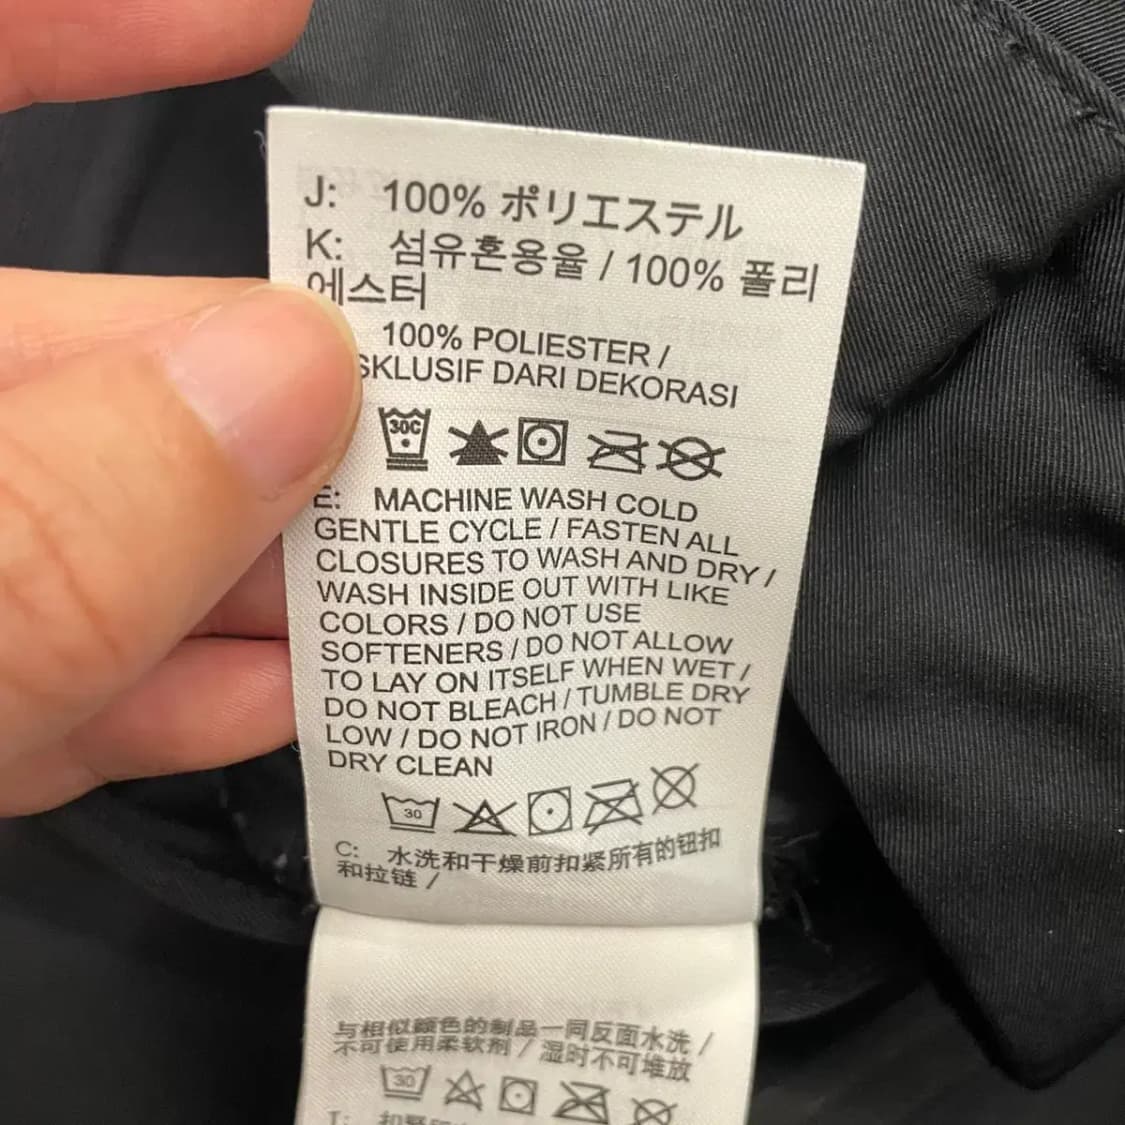 J: 100% ポリエステル
K: 섬유혼용율 / 100% 폴리
에스터
100% POLIESTER /
SKLUSIF DARI DEKORASI
30C
E: MACHINE WASH COLD
GENTLE CYCLE / FASTEN ALL
CLOSURES TO WASH AND DRY /
WASH INSIDE OUT WITH LIKE
COLORS / DO NOT USE
SOFTENERS / DO NOT ALLOW
TO LAY ON ITSELF WHEN WET /
DO NOT BLEACH / TUMBLE DRY
LOW / DO NOT IRON / DO NOT
DRY CLEAN
30
C: 水洗和干燥前扣紧所有的钮扣
和拉链 /
与相似颜色的制品一同反面水洗 /
不可使用柔软剂 / 湿时不可堆放
30